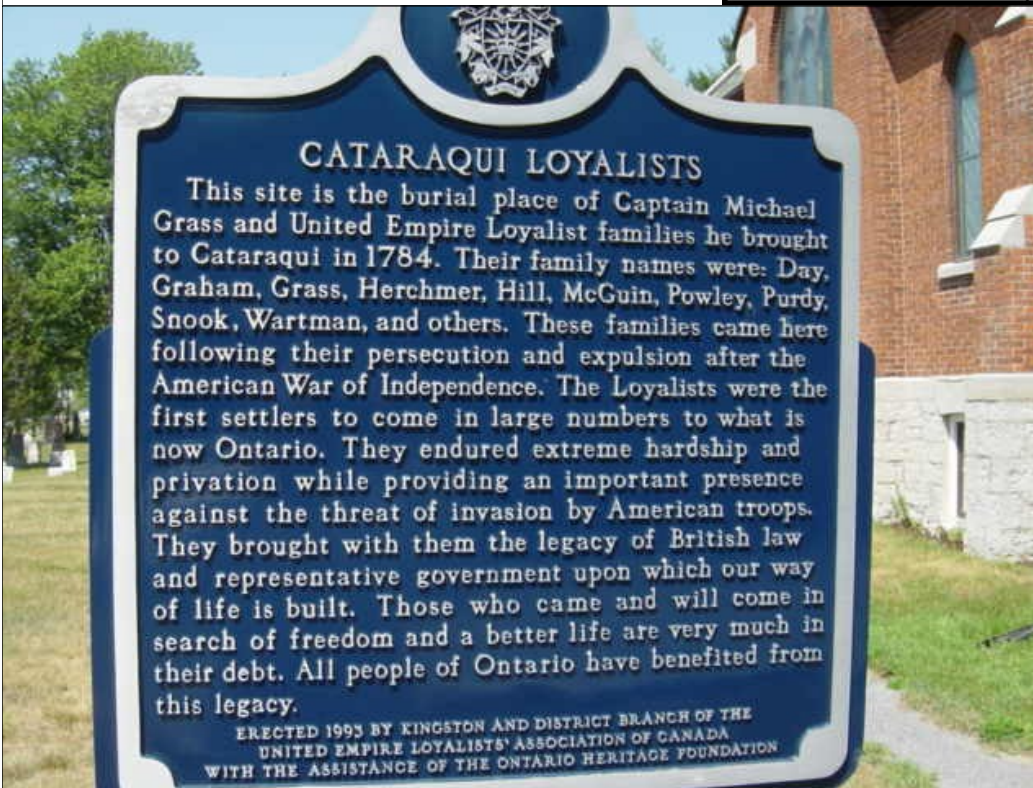 CATARAQUI LOYALISTS
This site is the burial place of Captain Michael
Grass and United Empire Loyalist families he brought
to Cataraqui in 1784. Their family names were: Day,
Graham, Grass, Herchmer, Hill, McGuin, Powley, Purdy,
Snook, Wartman, and others. These families came here
following their persecution and expulsion after the
American War of Independence. The Loyalists were the
first settlers to come in large numbers to what is
now Ontario. They endured extreme hardship and
privation while providing an important presence
against the threat of invasion by American troops.
They brought with them the legacy of British law
and representative government upon which our way
of life is built. Those who came and will come in
search of freedom and a better life are very much in
their debt. All people of Ontario have benefited from
this legacy.
ERECTED 1993 BY KINGSTON AND DISTRICT BRANCH OF THE
UNITED EMPIRE LOYALISTS' ASSOCIATION OF CANADA
WITH THE ASSISTANCE OF THE ONTARIO HERITAGE FOUNDATION